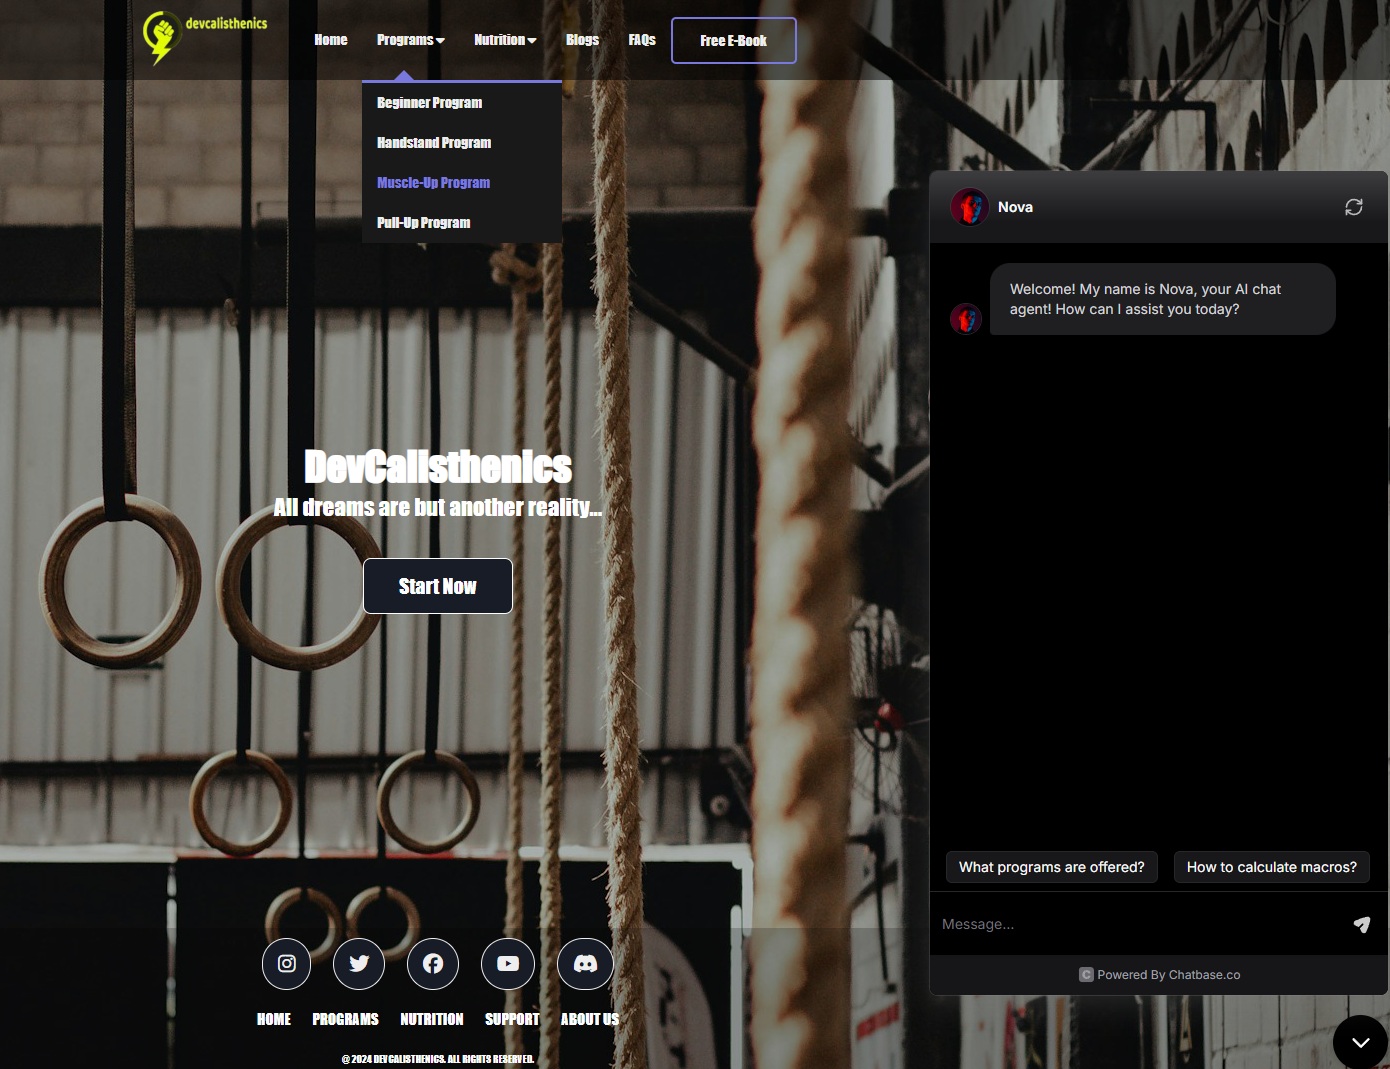 devcalisthenics
Home
Programs
Nutrition
Blogs
FAQs
Free E-Book
Beginner Program
Handstand Program
Muscle-Up Program
Pull-Up Program
DevCalisthenics
All dreams are but another reality...
Start Now
Nova
Welcome! My name is Nova, your AI chat
agent! How can I assist you today?
What programs are offered?
How to calculate macros?
Message...
C Powered By Chatbase.co
HOME
PROGRAMS
NUTRITION
SUPPORT
ABOUT US
@ 2024 DEVCALISTHENICS. ALL RIGHTS RESERVED.